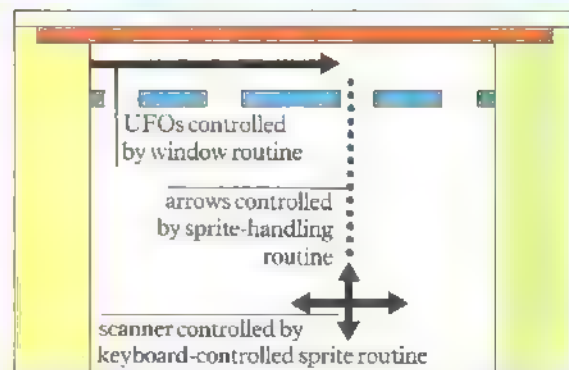 UFOs controlled
by window routine
arrows controlled
by sprite-handling
routine
scanner controlled by
keyboard-controlled sprite routine